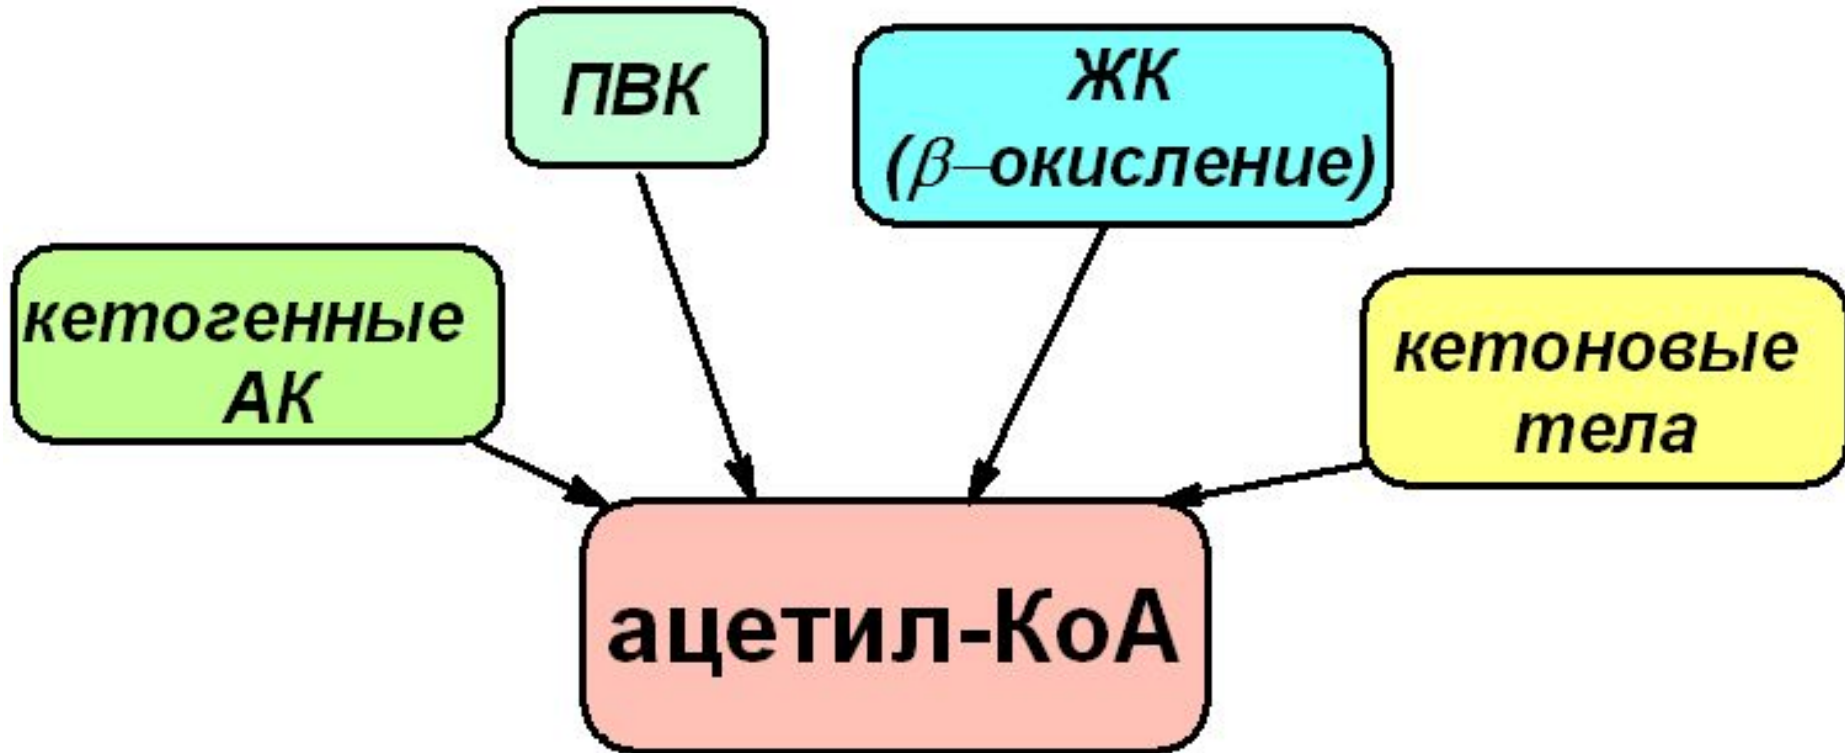 ПВК
ЖК
(β–окисление)
кетогенные
АК
кетоновые
тела
ацетил-КоА